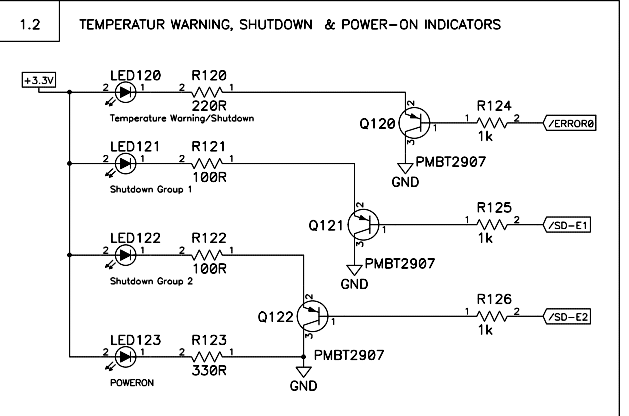 1.2 TEMPERATUR WARNING, SHUTDOWN & POWER-ON INDICATORS
+3.3V
LED120 R120
2 1 2 1 2
220R
Temperature Warning/Shutdown
Q120 1 3
R124
1 2
1k
/ERROR0
PMBT2907
GND
LED121 R121
2 1 2 1 2
100R
Shutdown Group 1
Q121 1 3
R125
1 2
1k
/SD-E1
PMBT2907
GND
LED122 R122
2 1 2 1 2
100R
Shutdown Group 2
Q122 1 3
R126
1 2
1k
/SD-E2
PMBT2907
LED123 R123
2 1 2 1
330R
POWERON
GND